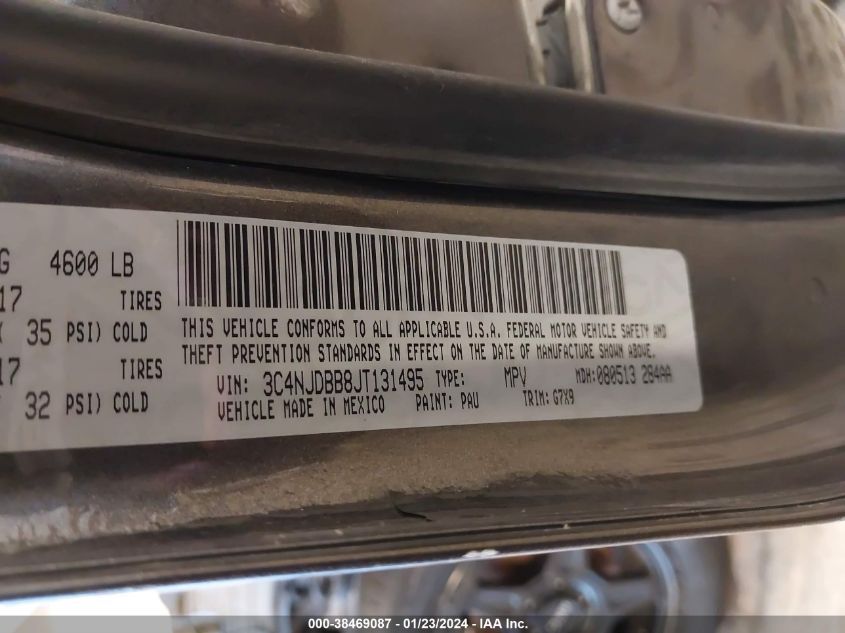 G 4600 LB
17 TIRES
35 PSI) COLD
17 TIRES
32 PSI) COLD
THIS VEHICLE CONFORMS TO ALL APPLICABLE U.S.A. FEDERAL MOTOR VEHICLE SAFETY AND
THEFT PREVENTION STANDARDS IN EFFECT ON THE DATE OF MANUFACTURE SHOWN ABOVE.
VIN: 3C4NJDBB8JT131495 TYPE: MPV MDH:080513 284AA
VEHICLE MADE IN MEXICO PAINT: PAU TRIM: G7X9
000-38469087 - 01/23/2024 - IAA Inc.